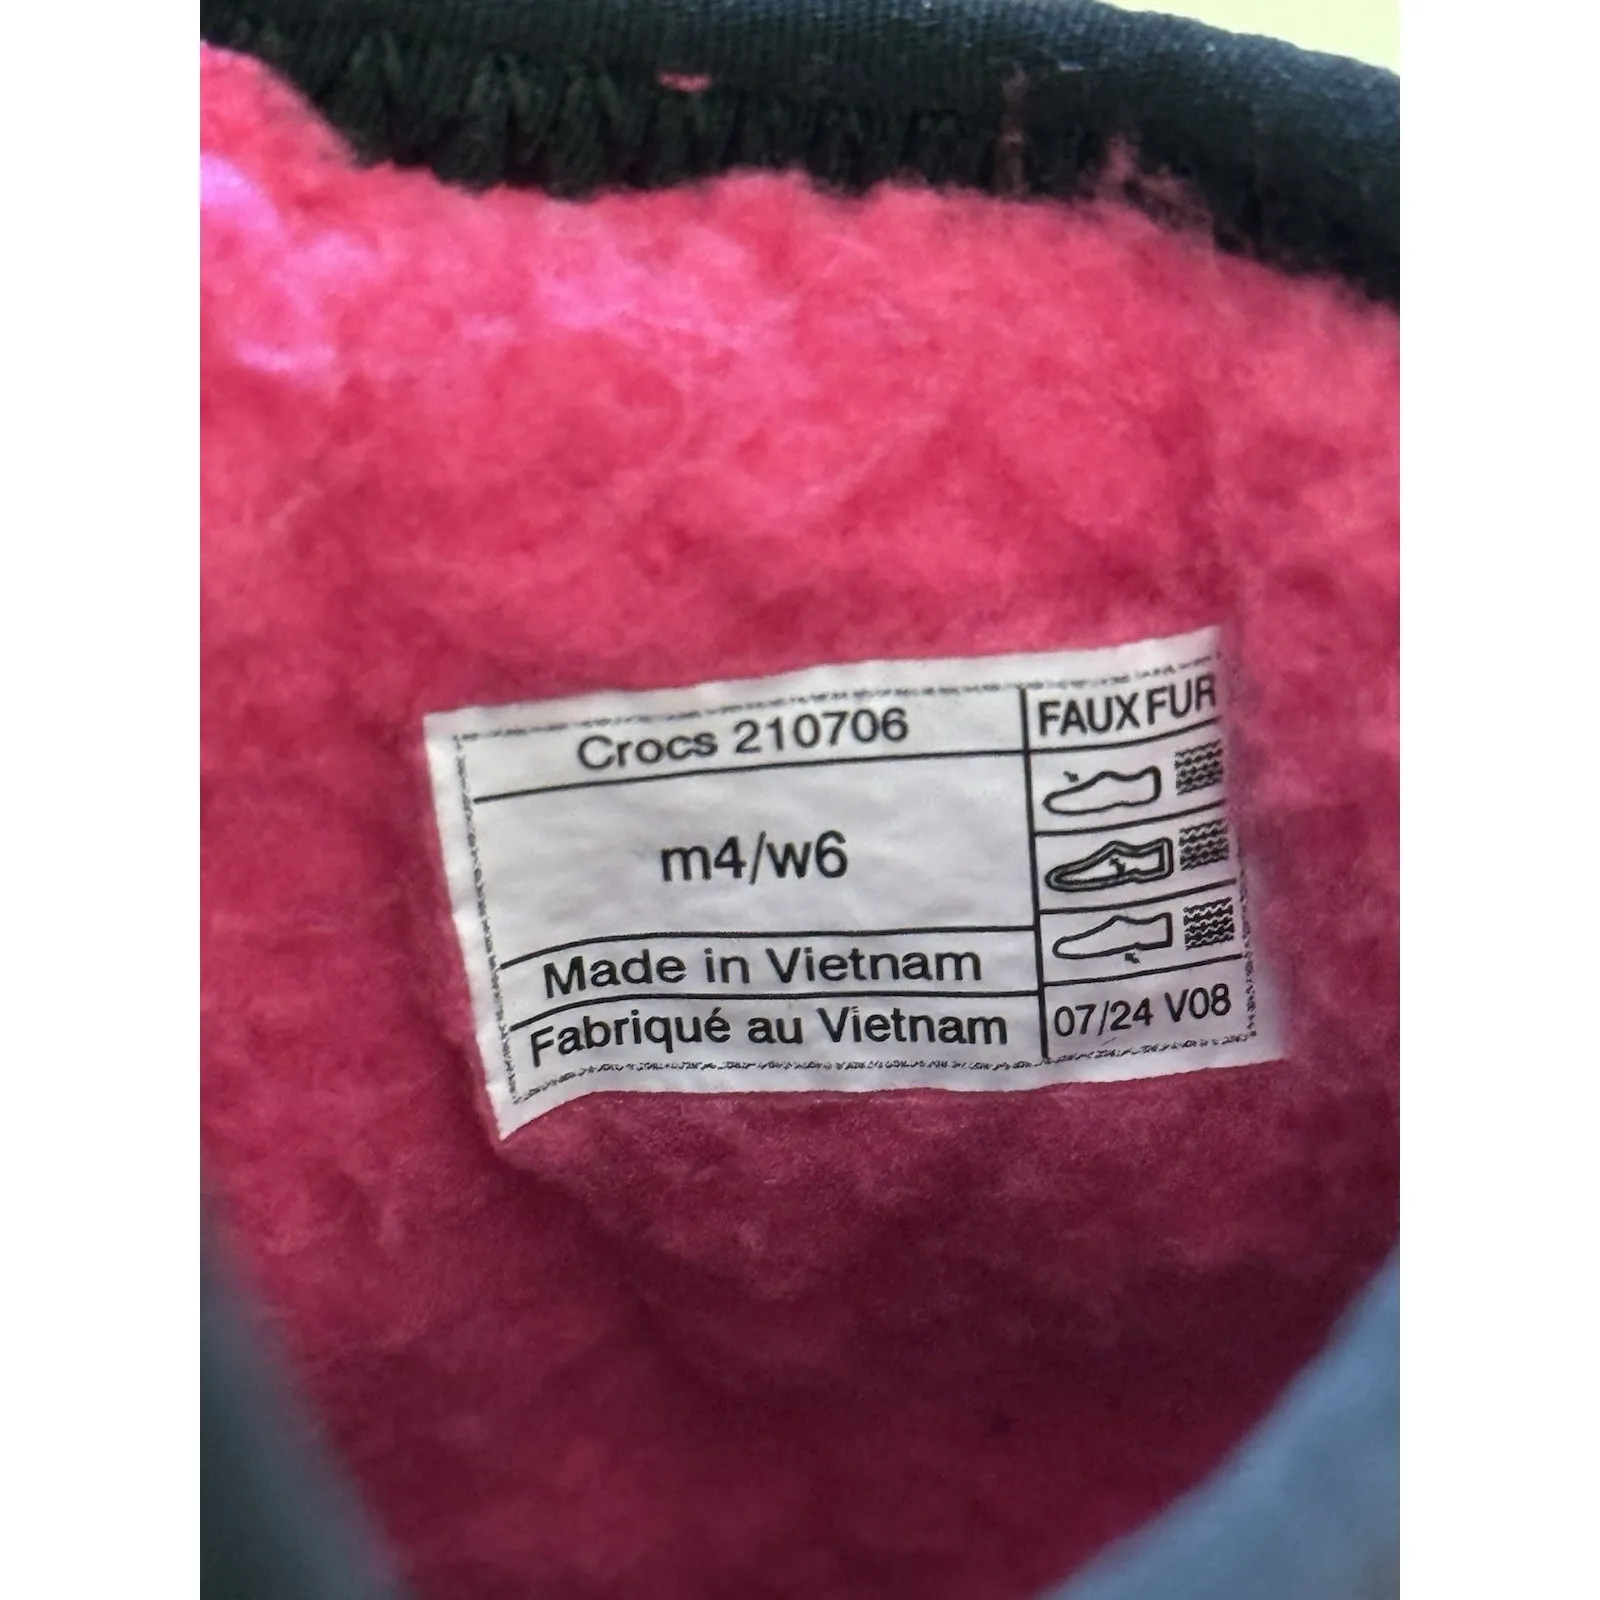 Crocs 210706
FAUX FUR
m4/w6
Made in Vietnam
Fabriqué au Vietnam
07/24 V08